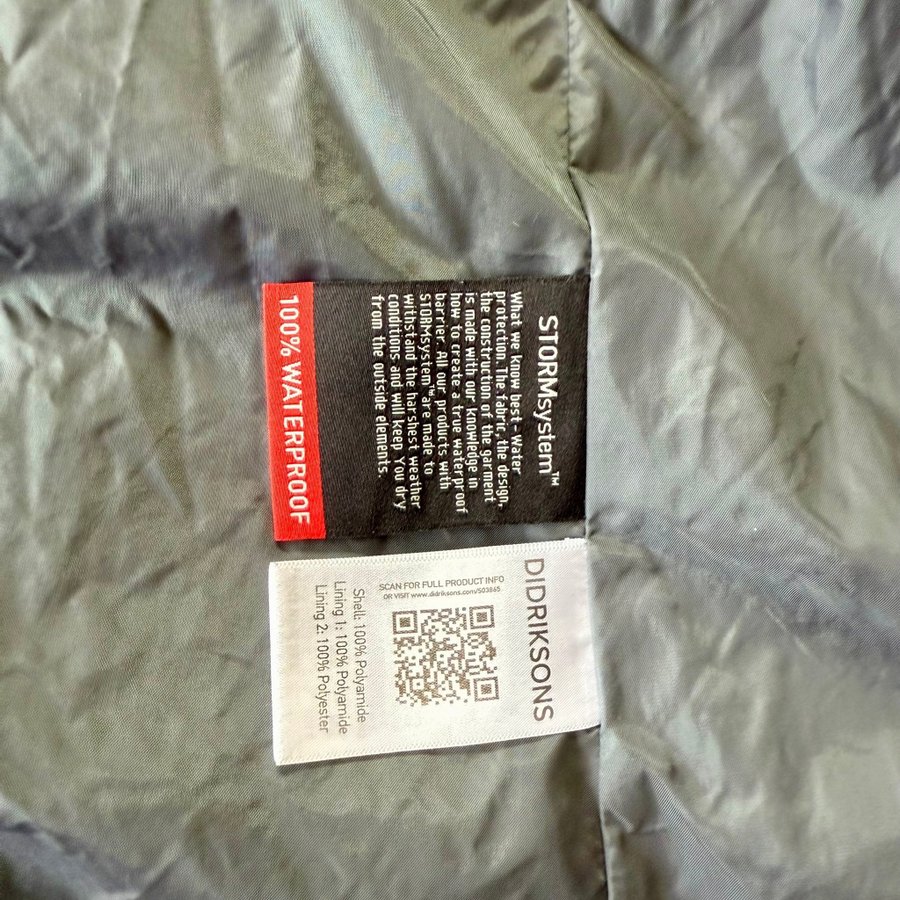 STORMsystem™
What we know best - Water
protection. The fabric, the design,
the construction of the garment
is made with our knowledge in
how to create a true waterproof
barrier. All our products with
STORMsystem™ are made to
withstand the harshest weather
conditions and will keep you dry
from the outside elements.
100% WATERPROOF
DIDRIKSONS
SCAN FOR FULL PRODUCT INFO
OR VISIT www.didriksons.com/503865
Shell: 100% Polyamide
Lining 1: 100% Polyamide
Lining 2: 100% Polyester